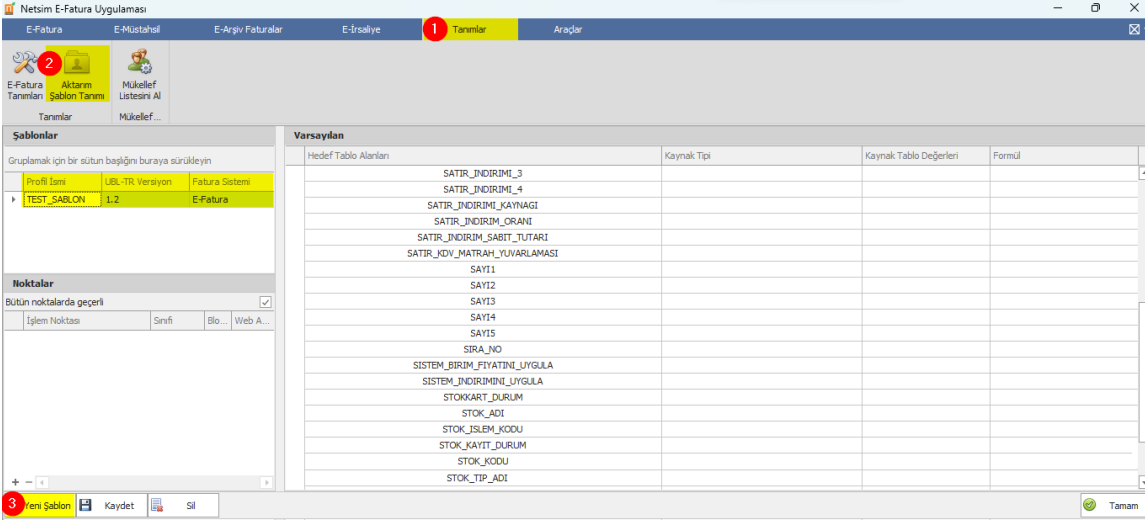 Netsim E-Fatura Uygulaması
E-Fatura E-Müstahsil E-Arşiv Faturalar E-İrsaliye 1 Tanımlar Araçlar
2
E-Fatura Tanımları
Aktarım Şablon Tanımı
Mükellef Listesini Al
Tanımlar Mükellef...
Şablonlar
Gruplamak için bir sütun başlığını buraya sürükleyin
Profil İsmi UBL-TR Versiyon Fatura Sistemi
TEST_SABLON 1.2 E-Fatura
Noktalar
Bütün noktalarda geçerli
İşlem Noktası Sınıfı Blo... Web A...
Varsayılan
Hedef Tablo Alanları Kaynak Tipi Kaynak Tablo Değerleri Formül
SATIR_INDIRIMI_3
SATIR_INDIRIMI_4
SATIR_INDIRIMI_KAYNAGI
SATIR_INDIRIM_ORANI
SATIR_INDIRIM_SABIT_TUTARI
SATIR_KDV_MATRAH_YUVARLAMASI
SAYI1
SAYI2
SAYI3
SAYI4
SAYI5
SIRA_NO
SISTEM_BIRIM_FIYATINI_UYGULA
SISTEM_INDIRIMINI_UYGULA
STOKKART_DURUM
STOK_ADI
STOK_ISLEM_KODU
STOK_KAYIT_DURUM
STOK_KODU
STOK_TIP_ADI
3 Yeni Şablon Kaydet Sil Tamam